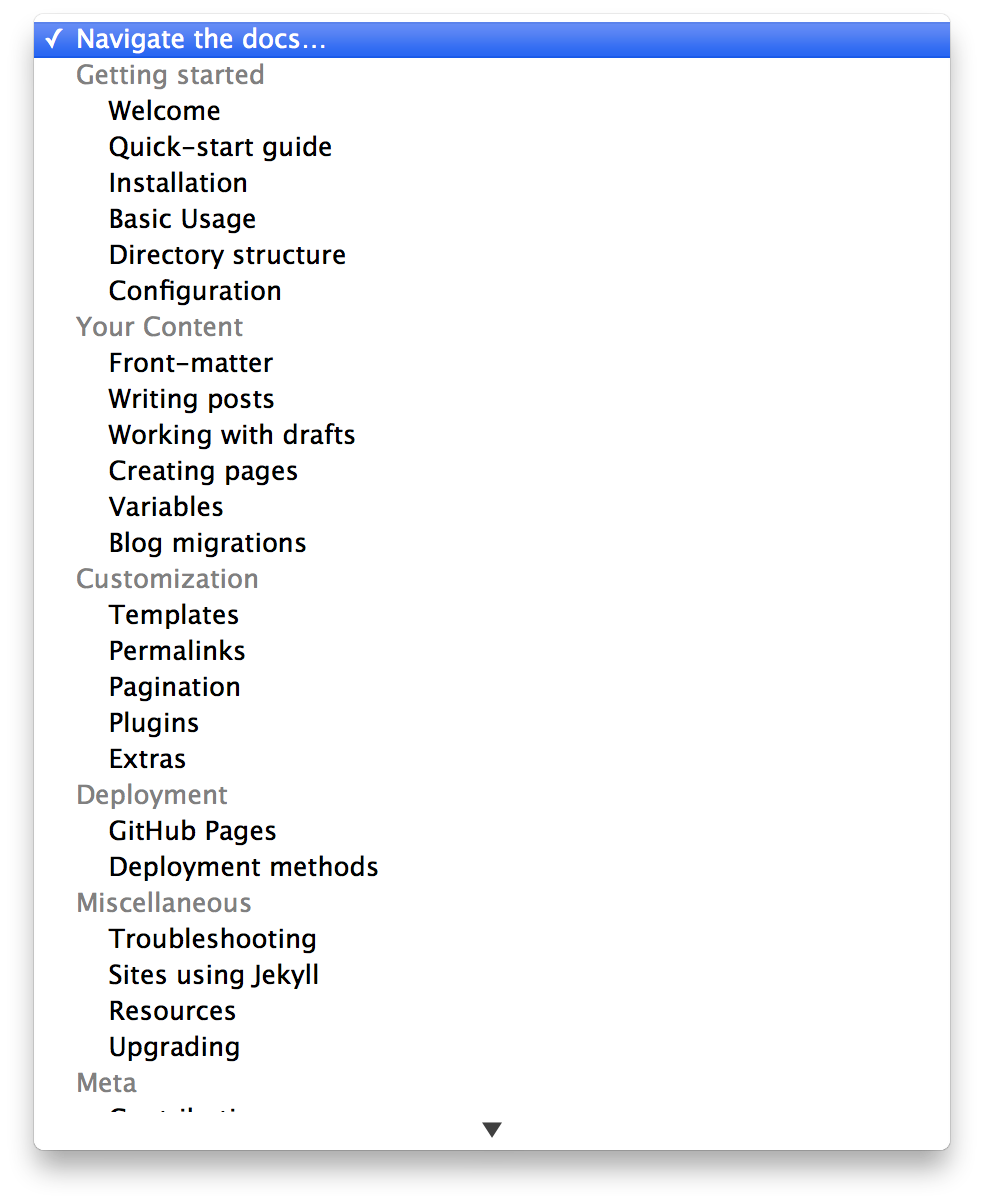 ✓ Navigate the docs…
Getting started
Welcome
Quick-start guide
Installation
Basic Usage
Directory structure
Configuration
Your Content
Front-matter
Writing posts
Working with drafts
Creating pages
Variables
Blog migrations
Customization
Templates
Permalinks
Pagination
Plugins
Extras
Deployment
GitHub Pages
Deployment methods
Miscellaneous
Troubleshooting
Sites using Jekyll
Resources
Upgrading
Meta